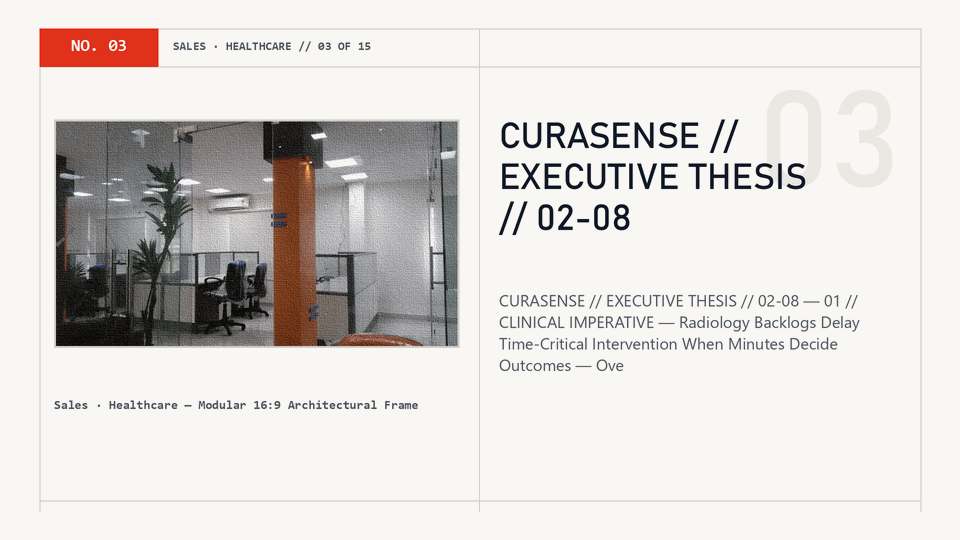 NO. 03
SALES · HEALTHCARE // 03 OF 15
03
CURASENSE //
EXECUTIVE THESIS
// 02-08
CURASENSE // EXECUTIVE THESIS // 02-08 — 01 //
CLINICAL IMPERATIVE — Radiology Backlogs Delay
Time-Critical Intervention When Minutes Decide
Outcomes — Ove
Sales · Healthcare — Modular 16:9 Architectural Frame